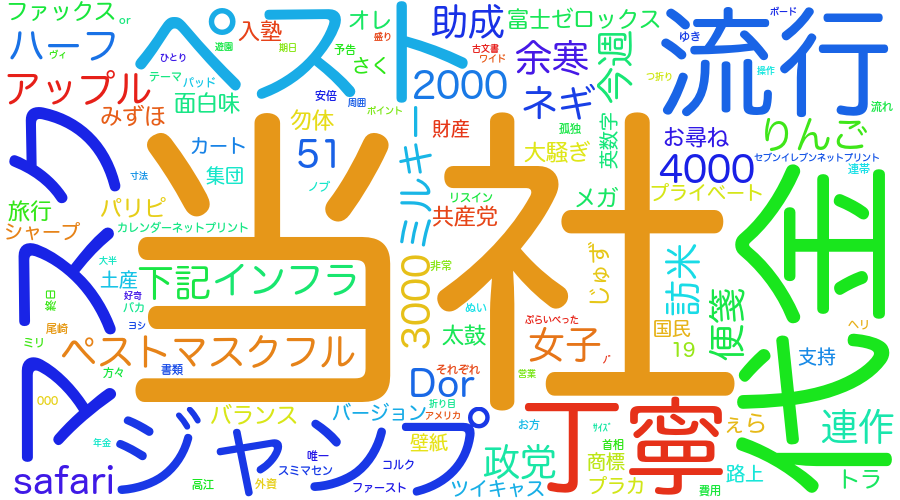 ファックス or
ペスト
入塾
オレ
助成
富士ゼロックス
ボード
流行
ハーフ
ヴィ
ひとり
遊園
期日
予告
盛り
古文書
ワイド
さく
余寒
今週
ゆき
つ折り
操作
アップル
テーマ
バッド
安倍
周囲
2000
ネギ
流れ
みずほ
面白味
勿体
ポイント
財産
孤独
英数字
お尋ね
りんご
カート
51
ミルキー
大騒ぎ
4000
セブンイレブンネットプリント
連帯
マスク
寸法
集団
ノブ
リスイン
メガ
プライベート
旅行
パリピ
当社
共産党
代金
シャープ
カレンダーネットプリント
じゅず
訪米
大半
土産
下記
インフラ
3000
非常
終日
好奇
バカ
ヨシ
ぬい
ぷらいべった
便箋
尾崎
ミリ
ペストマスクフル
太鼓
女子
国民
19
ヘリ
方々
書類
Dor
それぞれ
営業
支持
000
バランス
バージョン
折り目
アメリカ
丁寧
お方
ｻｲｽﾞ
えら
連作
年金
ジャンプ
唯一
壁紙
政党
首相
商標
路上
safari
高江
外資
スミマセン
コルク
ファースト
ツイキャス
プラカ
費用
トラ